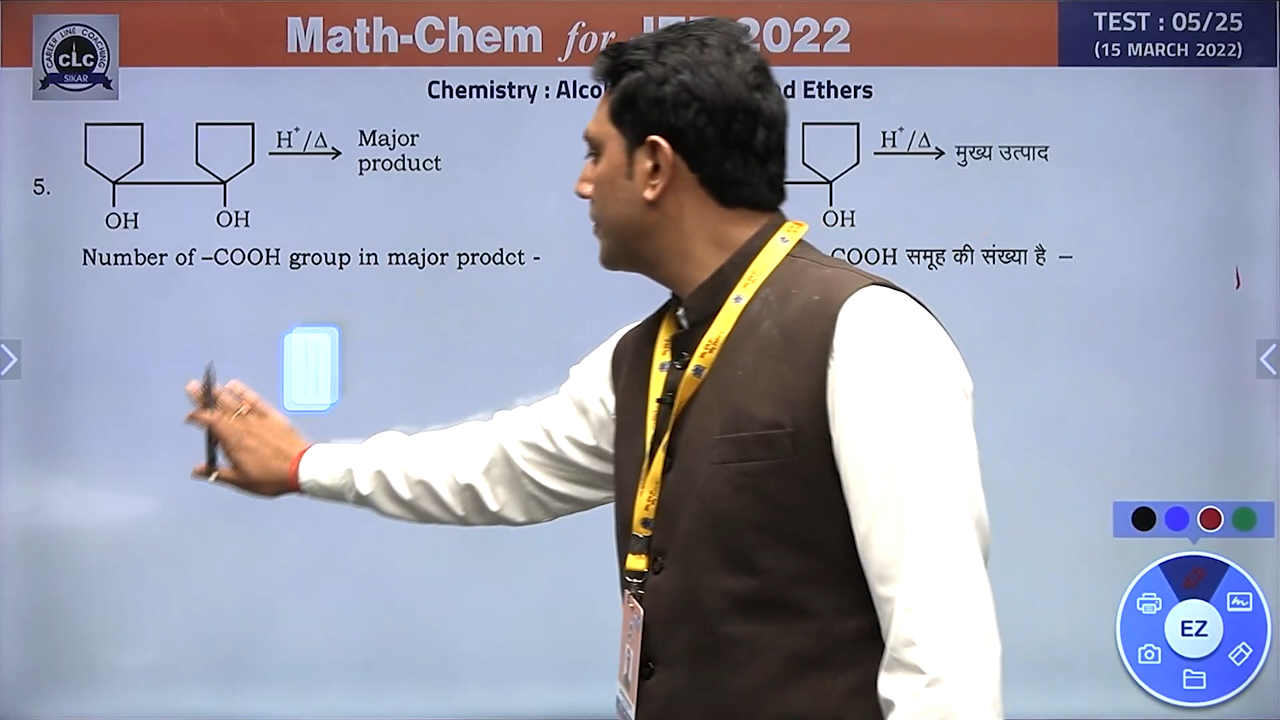 CAREER LINE COACHING
CLC
SIKAR
Math-Chem for 2022
TEST : 05/25
(15 MARCH 2022)
Chemistry : d Ethers
5.
H⁺/Δ
Major
product
OH
OH
Number of –COOH group in major prodct -
H⁺/Δ
मुख्य उत्पाद
OH
COOH समूह की संख्या है –
EZ